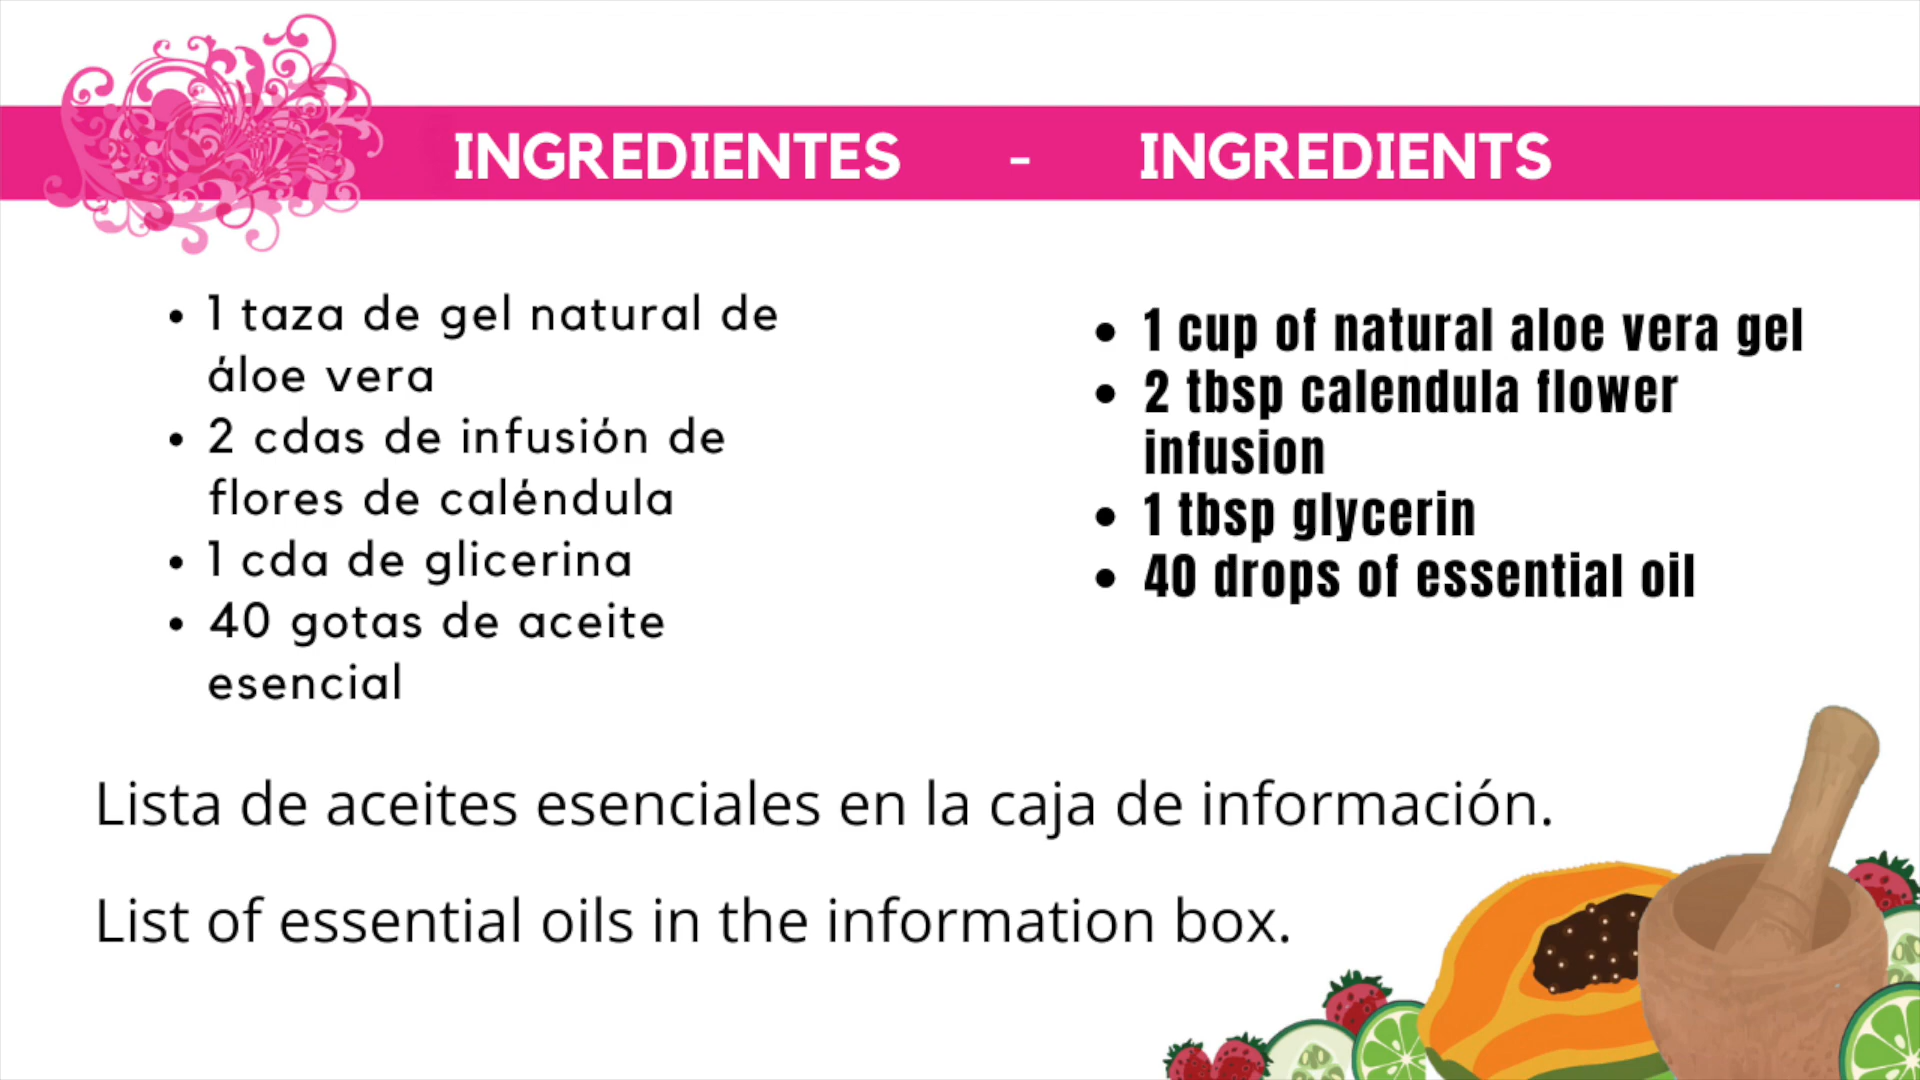 INGREDIENTES - INGREDIENTS
• 1 taza de gel natural de
áloe vera
• 2 cdas de infusión de
flores de caléndula
• 1 cda de glicerina
• 40 gotas de aceite
esencial
• 1 cup of natural aloe vera gel
• 2 tbsp calendula flower
infusion
• 1 tbsp glycerin
• 40 drops of essential oil
Lista de aceites esenciales en la caja de información.
List of essential oils in the information box.